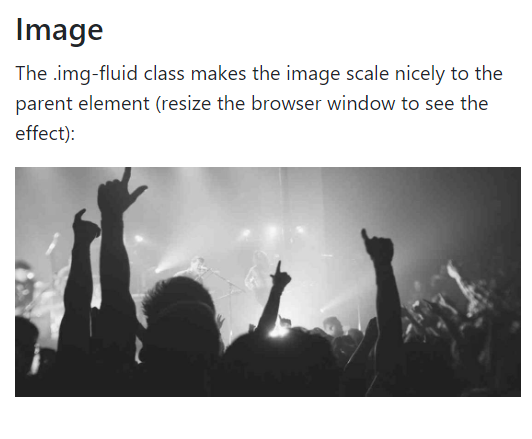 Image
The .img-fluid class makes the image scale nicely to the
parent element (resize the browser window to see the
effect):